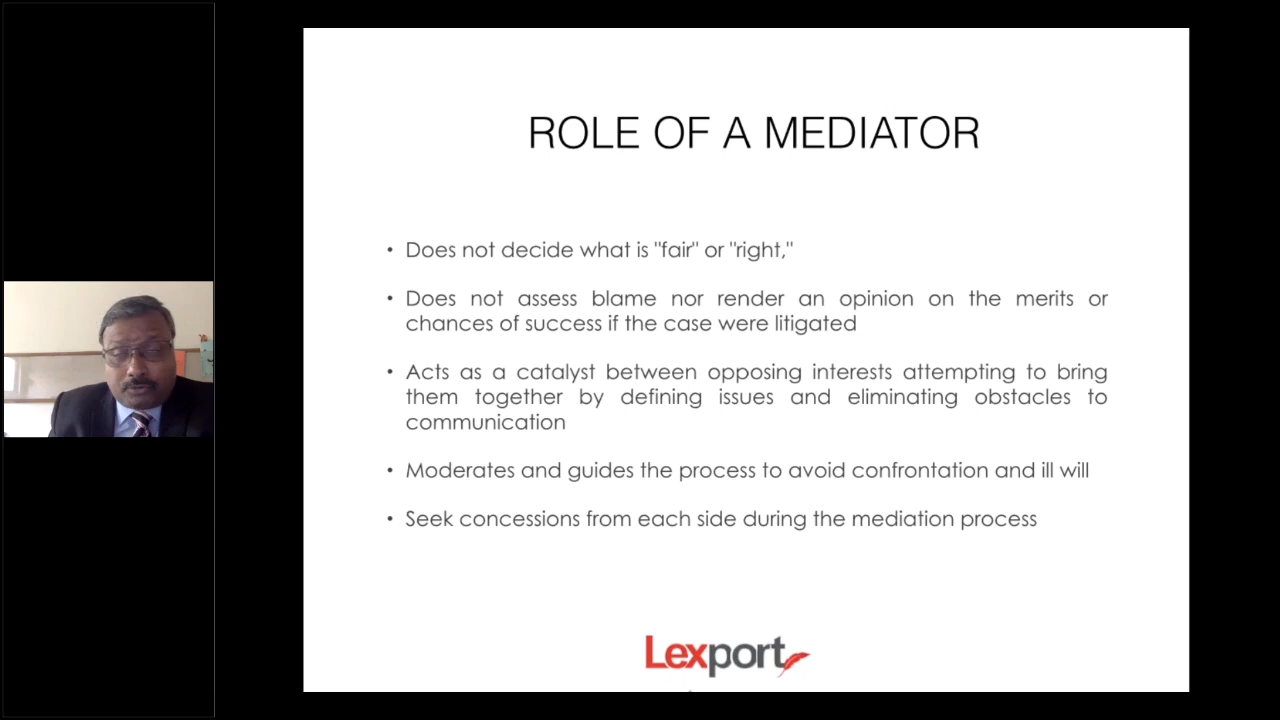 ROLE OF A MEDIATOR
• Does not decide what is "fair" or "right,"
• Does not assess blame nor render an opinion on the merits or
chances of success if the case were litigated
• Acts as a catalyst between opposing interests attempting to bring
them together by defining issues and eliminating obstacles to
communication
• Moderates and guides the process to avoid confrontation and ill will
• Seek concessions from each side during the mediation process
Lexport